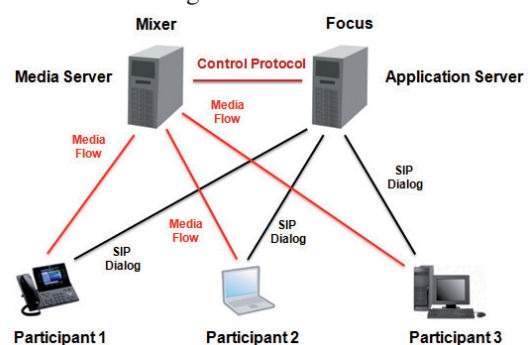 Mixer
Focus
Control Protocol
Media Server
Application Server
Media
Flow
Media
Flow
SIP
Dialog
Media
Flow
SIP
Dialog
SIP
Dialog
Participant 1
Participant 2
Participant 3